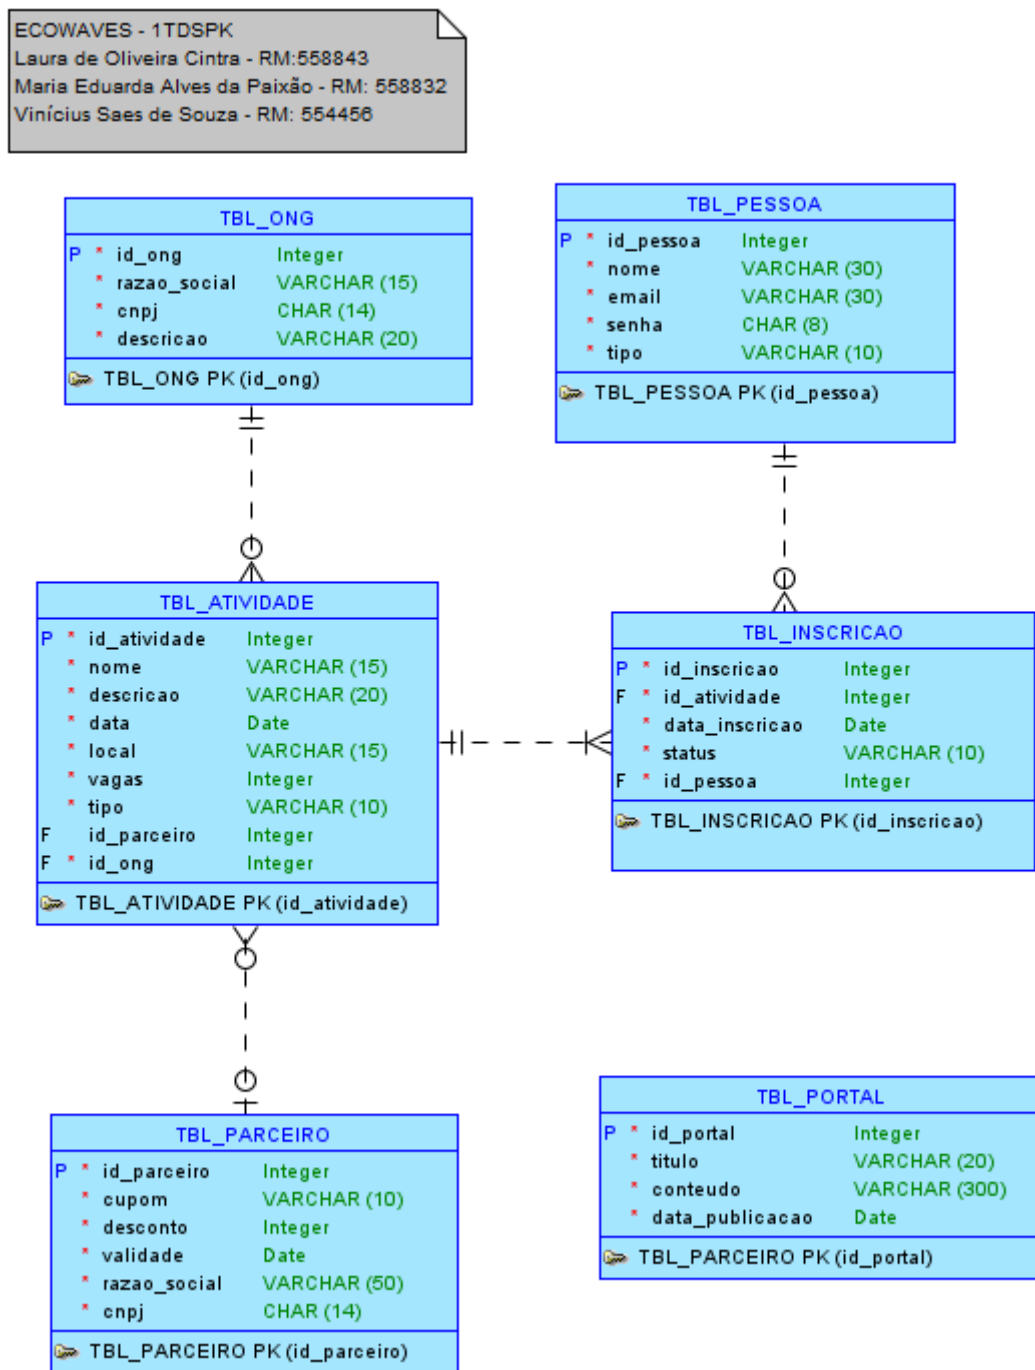 ECOWAVES - 1TDSPK
Laura de Oliveira Cintra - RM:558843
Maria Eduarda Alves da Paixão - RM: 558832
Vinícius Saes de Souza - RM: 554456
TBL_ONG
P * id_ong Integer
* razao_social VARCHAR (15)
* cnpj CHAR (14)
* descricao VARCHAR (20)
TBL_ONG PK (id_ong)
TBL_PESSOA
P * id_pessoa Integer
* nome VARCHAR (30)
* email VARCHAR (30)
* senha CHAR (8)
* tipo VARCHAR (10)
TBL_PESSOA PK (id_pessoa)
TBL_ATIVIDADE
P * id_atividade Integer
* nome VARCHAR (15)
* descricao VARCHAR (20)
* data Date
* local VARCHAR (15)
* vagas Integer
* tipo VARCHAR (10)
F id_parceiro Integer
F * id_ong Integer
TBL_ATIVIDADE PK (id_atividade)
TBL_INSCRICAO
P * id_inscricao Integer
F * id_atividade Integer
* data_inscricao Date
* status VARCHAR (10)
F * id_pessoa Integer
TBL_INSCRICAO PK (id_inscricao)
TBL_PARCEIRO
P * id_parceiro Integer
* cupom VARCHAR (10)
* desconto Integer
* validade Date
* razao_social VARCHAR (50)
* cnpj CHAR (14)
TBL_PARCEIRO PK (id_parceiro)
TBL_PORTAL
P * id_portal Integer
* titulo VARCHAR (20)
* conteudo VARCHAR (300)
* data_publicacao Date
TBL_PARCEIRO PK (id_portal)